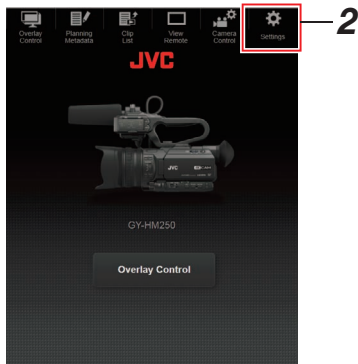 Overlay Control
Planning Metadata
Clip List
View Remote
Camera Control
Settings
2
JVC
JVC
GY-HM250
Overlay Control